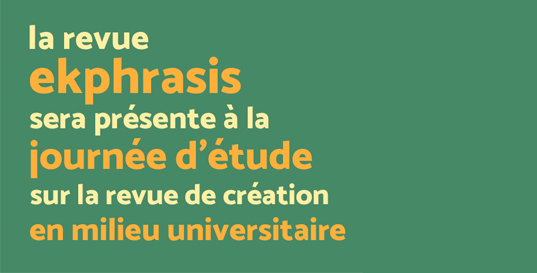 la revue
ekphrasis
sera présente à la
journée d'étude
sur la revue de création
en milieu universitaire